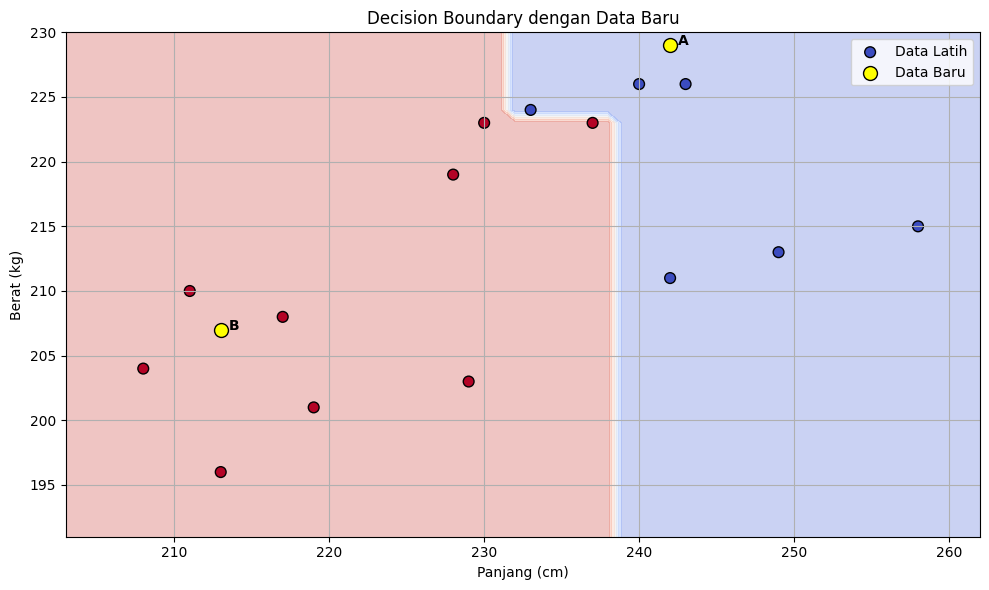 Decision Boundary dengan Data Baru
230
225
220
215
210
205
200
195
Berat (kg)
A
B
Data Latih
Data Baru
210
220
230
240
250
260
Panjang (cm)